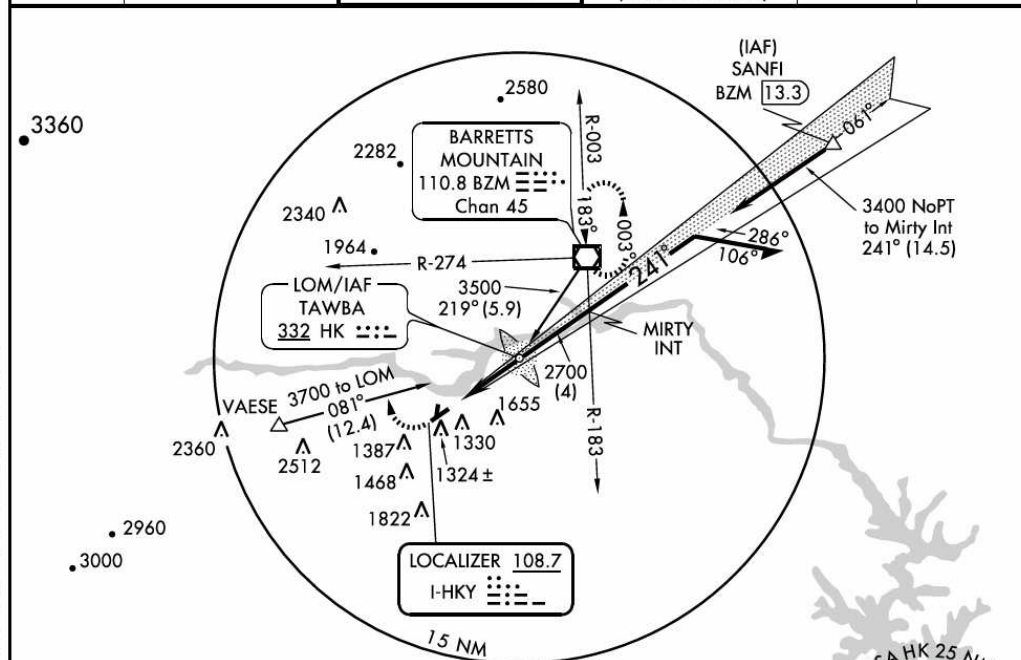 (IAF)
SANFI
BZM 13.3
2580
3360
BARRETTS
MOUNTAIN
110.8 BZM
Chan 45
R-003
061°
2282
183°
003°
3400 NoPT
to Mirty Int
241° (14.5)
2340
1964
R-274
286°
106°
241°
LOM/IAF
TAWBA
332 HK
3500
219° (5.9)
MIRTY
INT
2700
(4)
3700 to LOM
081°
(12.4)
VAESE
1655
R-183
2360
2512
1387
1330
1324 ±
1468
1822
2960
3000
LOCALIZER 108.7
I-HKY
15 NM
HK 25